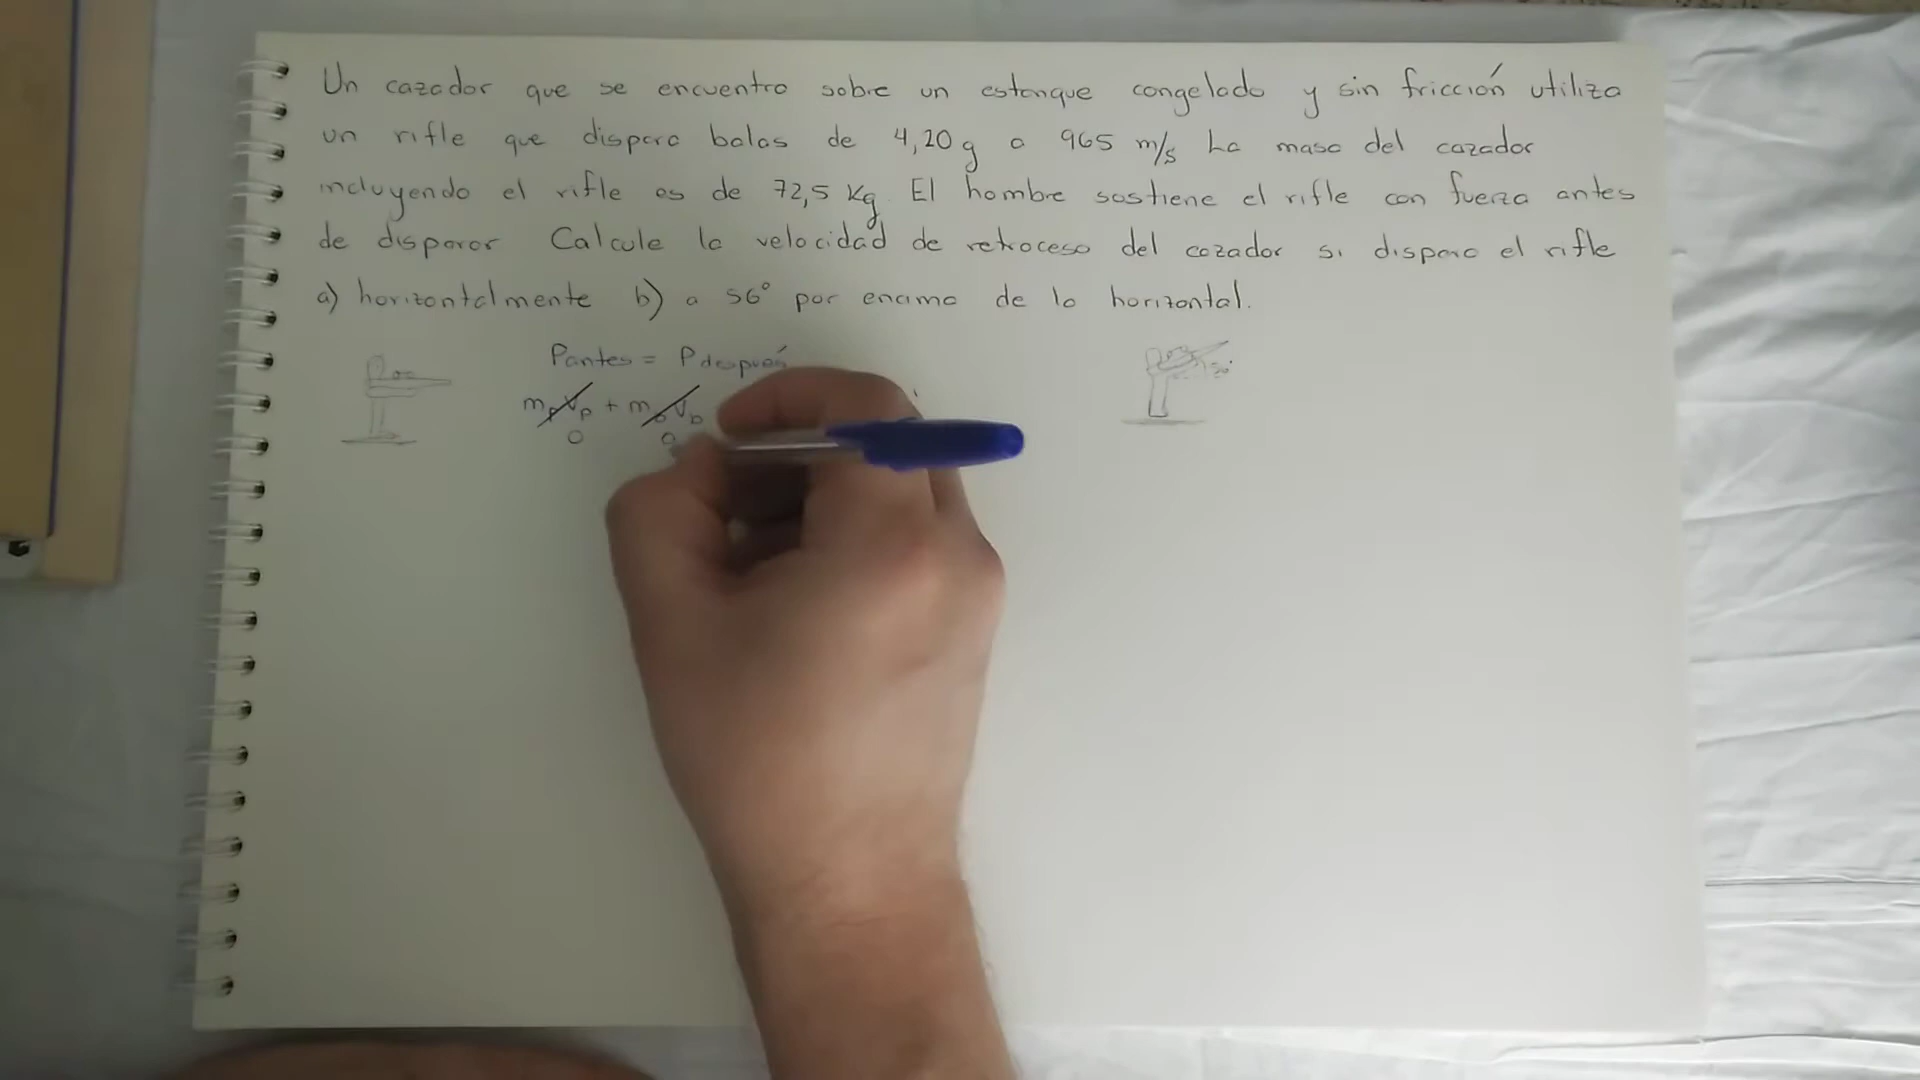 Un cazador que se encuentra sobre un estanque congelado y sin fricción utiliza
un rifle que dispara balas de 4,20 g a 965 m/s La masa del cazador
incluyendo el rifle es de 72,5 Kg. El hombre sostiene el rifle con fuerza antes
de disparar Calcule la velocidad de retroceso del cazador si dispara el rifle
a) horizontalmente b) a 56° por encima de la horizontal.
Pantes = Pdespués
mpVp + mbVb
0 0